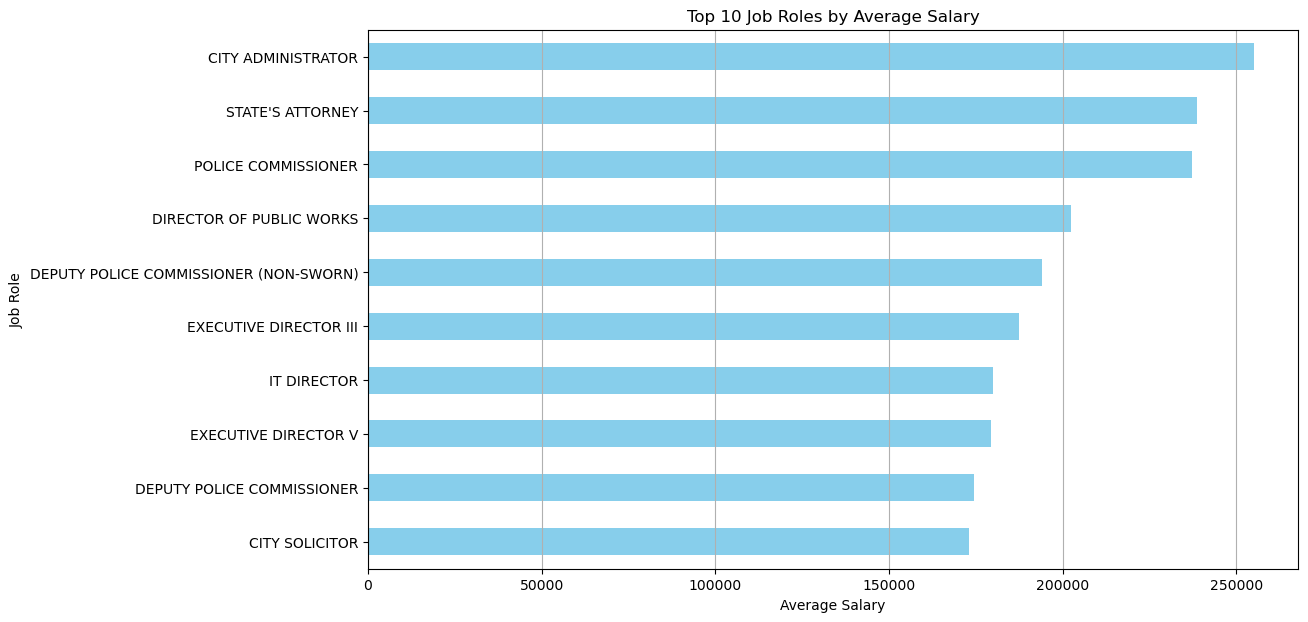 Top 10 Job Roles by Average Salary
Job Role
CITY ADMINISTRATOR
STATE'S ATTORNEY
POLICE COMMISSIONER
DIRECTOR OF PUBLIC WORKS
DEPUTY POLICE COMMISSIONER (NON-SWORN)
EXECUTIVE DIRECTOR III
IT DIRECTOR
EXECUTIVE DIRECTOR V
DEPUTY POLICE COMMISSIONER
CITY SOLICITOR
0 50000 100000 150000 200000 250000
Average Salary